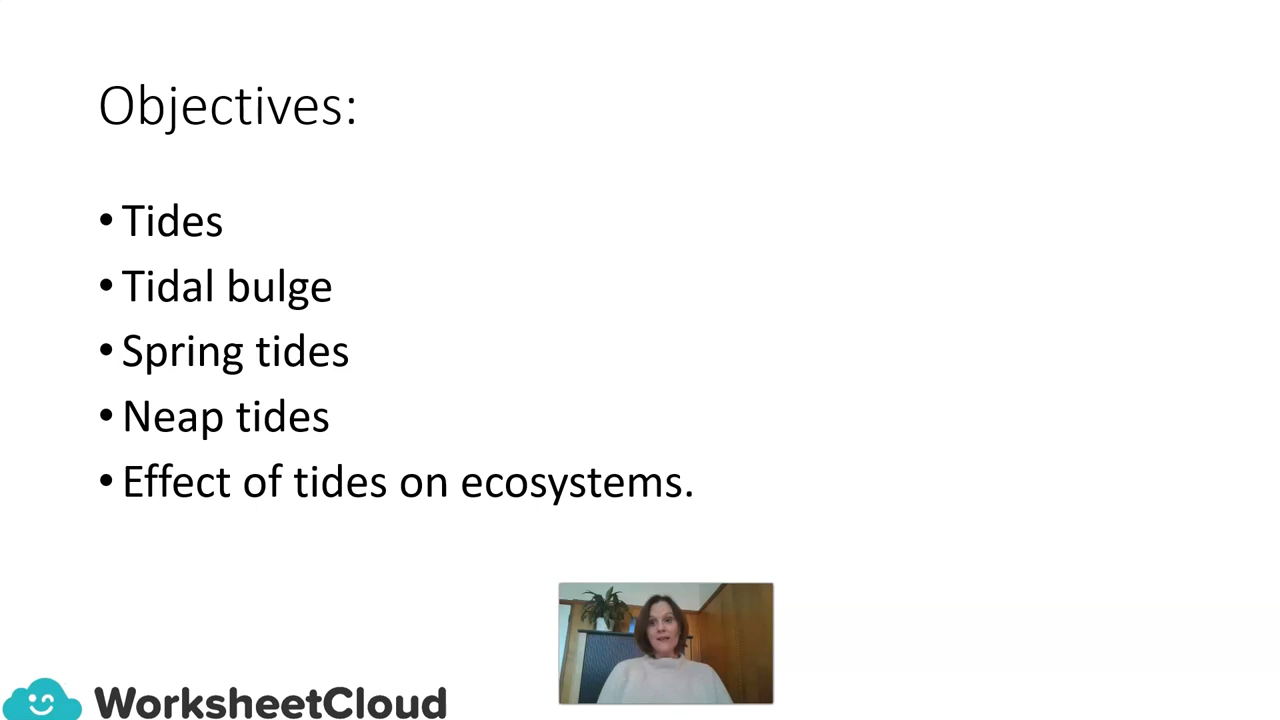 Objectives:
• Tides
• Tidal bulge
• Spring tides
• Neap tides
• Effect of tides on ecosystems.
WorksheetCloud